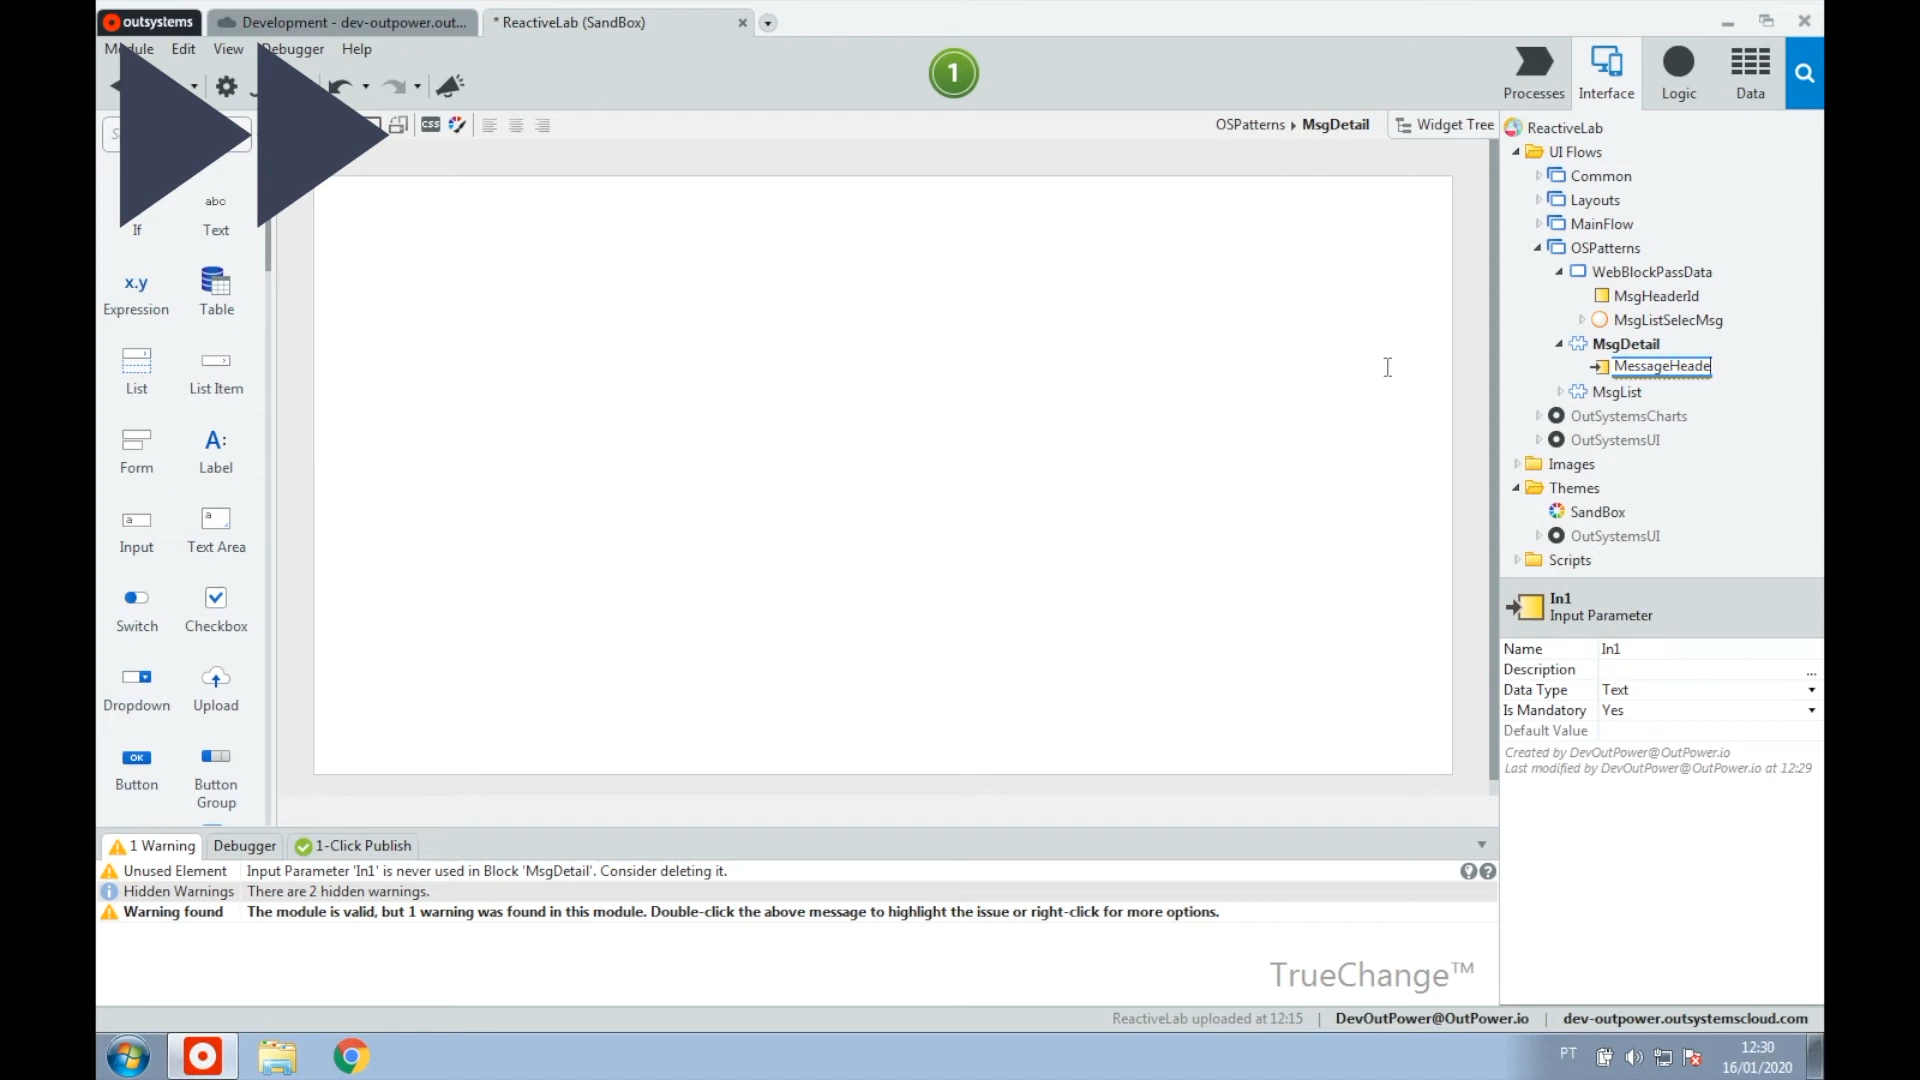 outsystems
Development - dev-outpower.out...
* ReactiveLab (SandBox)
Module Edit View Debugger Help
1
Processes
Interface
Logic
Data
css
OSPatterns MsgDetail
Widget Tree
If
abc
Text
x.y
Expression
Table
List
List Item
Form
A:
Label
a
Input
a
Text Area
Switch
Checkbox
Dropdown
Upload
OK
Button
Button
Group
ReactiveLab
UI Flows
Common
Layouts
MainFlow
OSPatterns
WebBlockPassData
MsgHeaderId
MsgListSelecMsg
MsgDetail
MessageHeade
MsgList
OutSystemsCharts
OutSystemsUI
Images
Themes
SandBox
OutSystemsUI
Scripts
In1
Input Parameter
Name In1
Description ...
Data Type Text
Is Mandatory Yes
Default Value
Created by DevOutPower@OutPower.io
Last modified by DevOutPower@OutPower.io at 12:29
1 Warning Debugger 1-Click Publish
Unused Element Input Parameter 'In1' is never used in Block 'MsgDetail'. Consider deleting it.
Hidden Warnings There are 2 hidden warnings.
Warning found The module is valid, but 1 warning was found in this module. Double-click the above message to highlight the issue or right-click for more options.
TrueChange™
ReactiveLab uploaded at 12:15 | DevOutPower@OutPower.io | dev-outpower.outsystemscloud.com
PT
12:30
16/01/2020